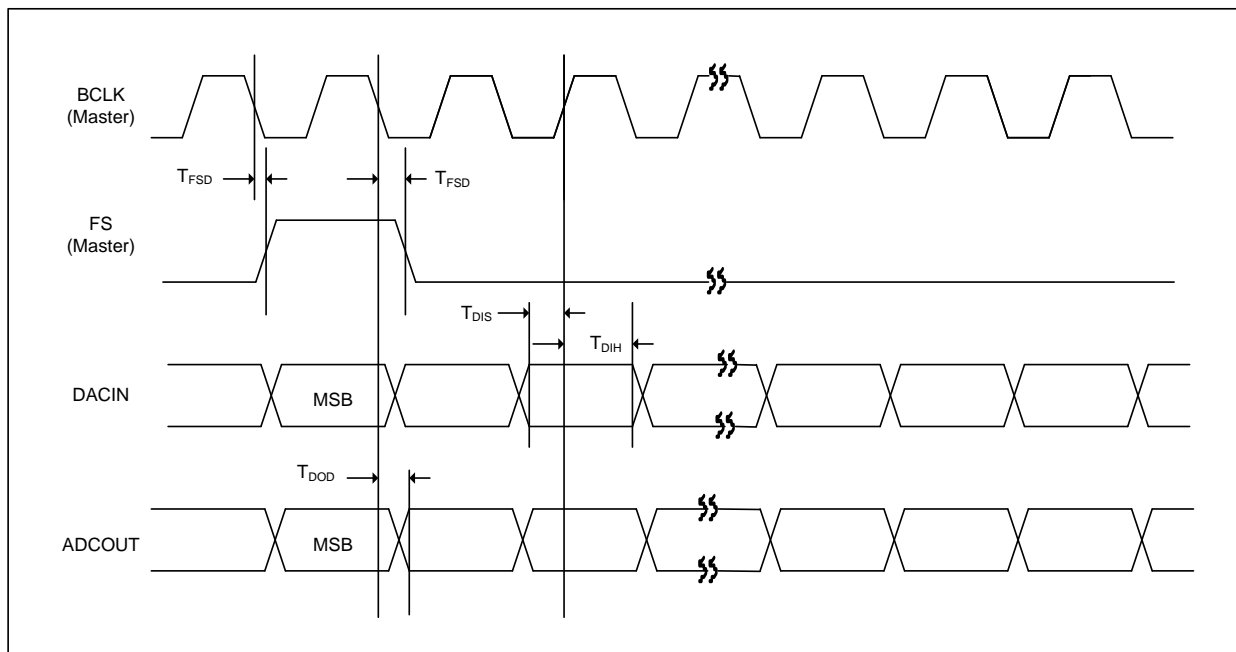 BCLK
(Master)
TFSD
TFSD
FS
(Master)
TDIS
TDIH
DACIN
MSB
TDOD
ADCOUT
MSB